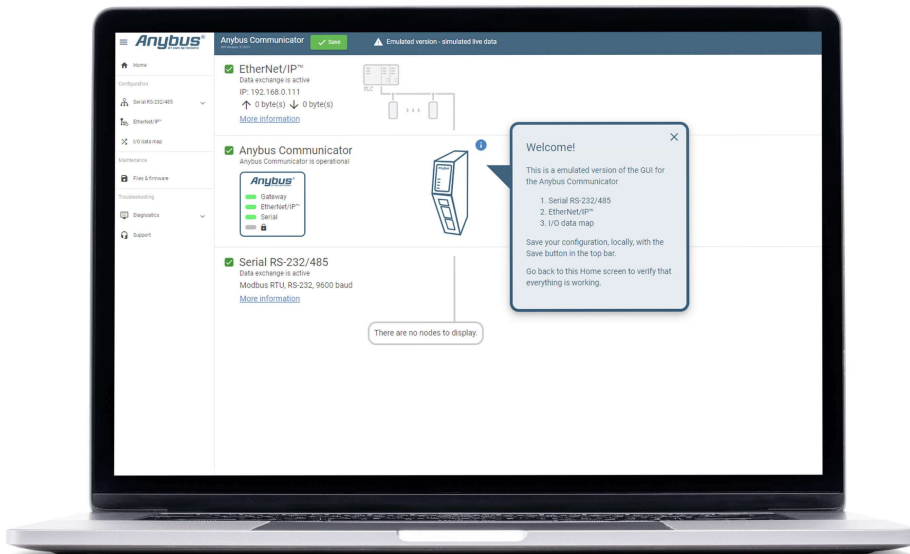 Anybus®
BY HMS NETWORKS
Home
Configuration
Serial RS-232/485
EtherNet/IP™
I/O data map
Maintenance
Files & firmware
Troubleshooting
Diagnostics
Support
Anybus Communicator
Save
Emulated version - simulated live data
EtherNet/IP™
Data exchange is active
IP: 192.168.0.111
0 byte(s) 0 byte(s)
More information
PLC
Anybus Communicator
Anybus Communicator is operational
Anybus®
Gateway
EtherNet/IP™
Serial
Anybus
Serial RS-232/485
Data exchange is active
Modbus RTU, RS-232, 9600 baud
More information
There are no nodes to display.
Welcome!
This is a emulated version of the GUI for
the Anybus Communicator
1. Serial RS-232/485
2. EtherNet/IP™
3. I/O data map
Save your configuration, locally, with the
Save button in the top bar.
Go back to this Home screen to verify that
everything is working.